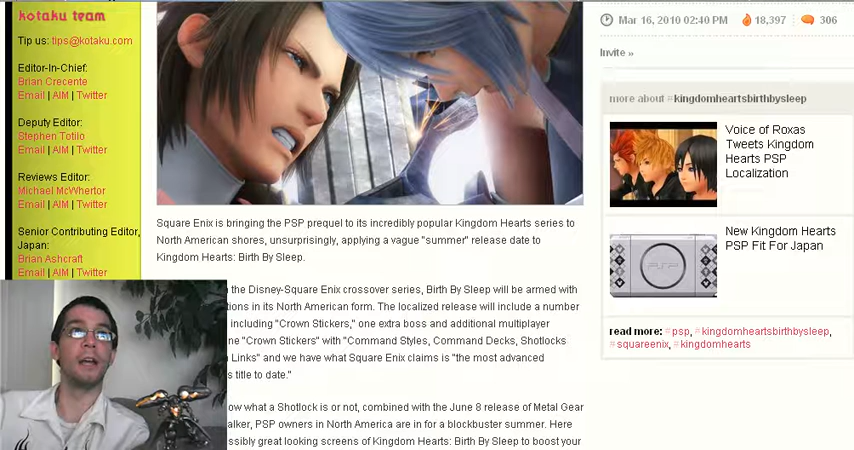 kotaku team
Tip us: tips@kotaku.com
Editor-In-Chief:
Brian Crecente
Email | AIM | Twitter
Deputy Editor:
Stephen Totilo
Email | AIM | Twitter
Reviews Editor:
Michael McWhertor
Email | AIM | Twitter
Senior Contributing Editor,
Japan:
Brian Ashcraft
Email | AIM | Twitter
Square Enix is bringing the PSP prequel to its incredibly popular Kingdom Hearts series to
North American shores, unsurprisingly, applying a vague "summer" release date to
Kingdom Hearts: Birth By Sleep.
the Disney-Square Enix crossover series, Birth By Sleep will be armed with
tions in its North American form. The localized release will include a number
including "Crown Stickers," one extra boss and additional multiplayer
ne "Crown Stickers" with "Command Styles, Command Decks, Shotlocks
Links" and we have what Square Enix claims is "the most advanced
s title to date."
ow what a Shotlock is or not, combined with the June 8 release of Metal Gear
alker, PSP owners in North America are in for a blockbuster summer. Here
ssibly great looking screens of Kingdom Hearts: Birth By Sleep to boost your
Mar 16, 2010 02:40 PM 18,397 306
Invite »
more about #kingdomheartsbirthbysleep
Voice of Roxas
Tweets Kingdom
Hearts PSP
Localization
New Kingdom Hearts
PSP Fit For Japan
PSP
read more: #psp, #kingdomheartsbirthbysleep,
#squareenix, #kingdomhearts